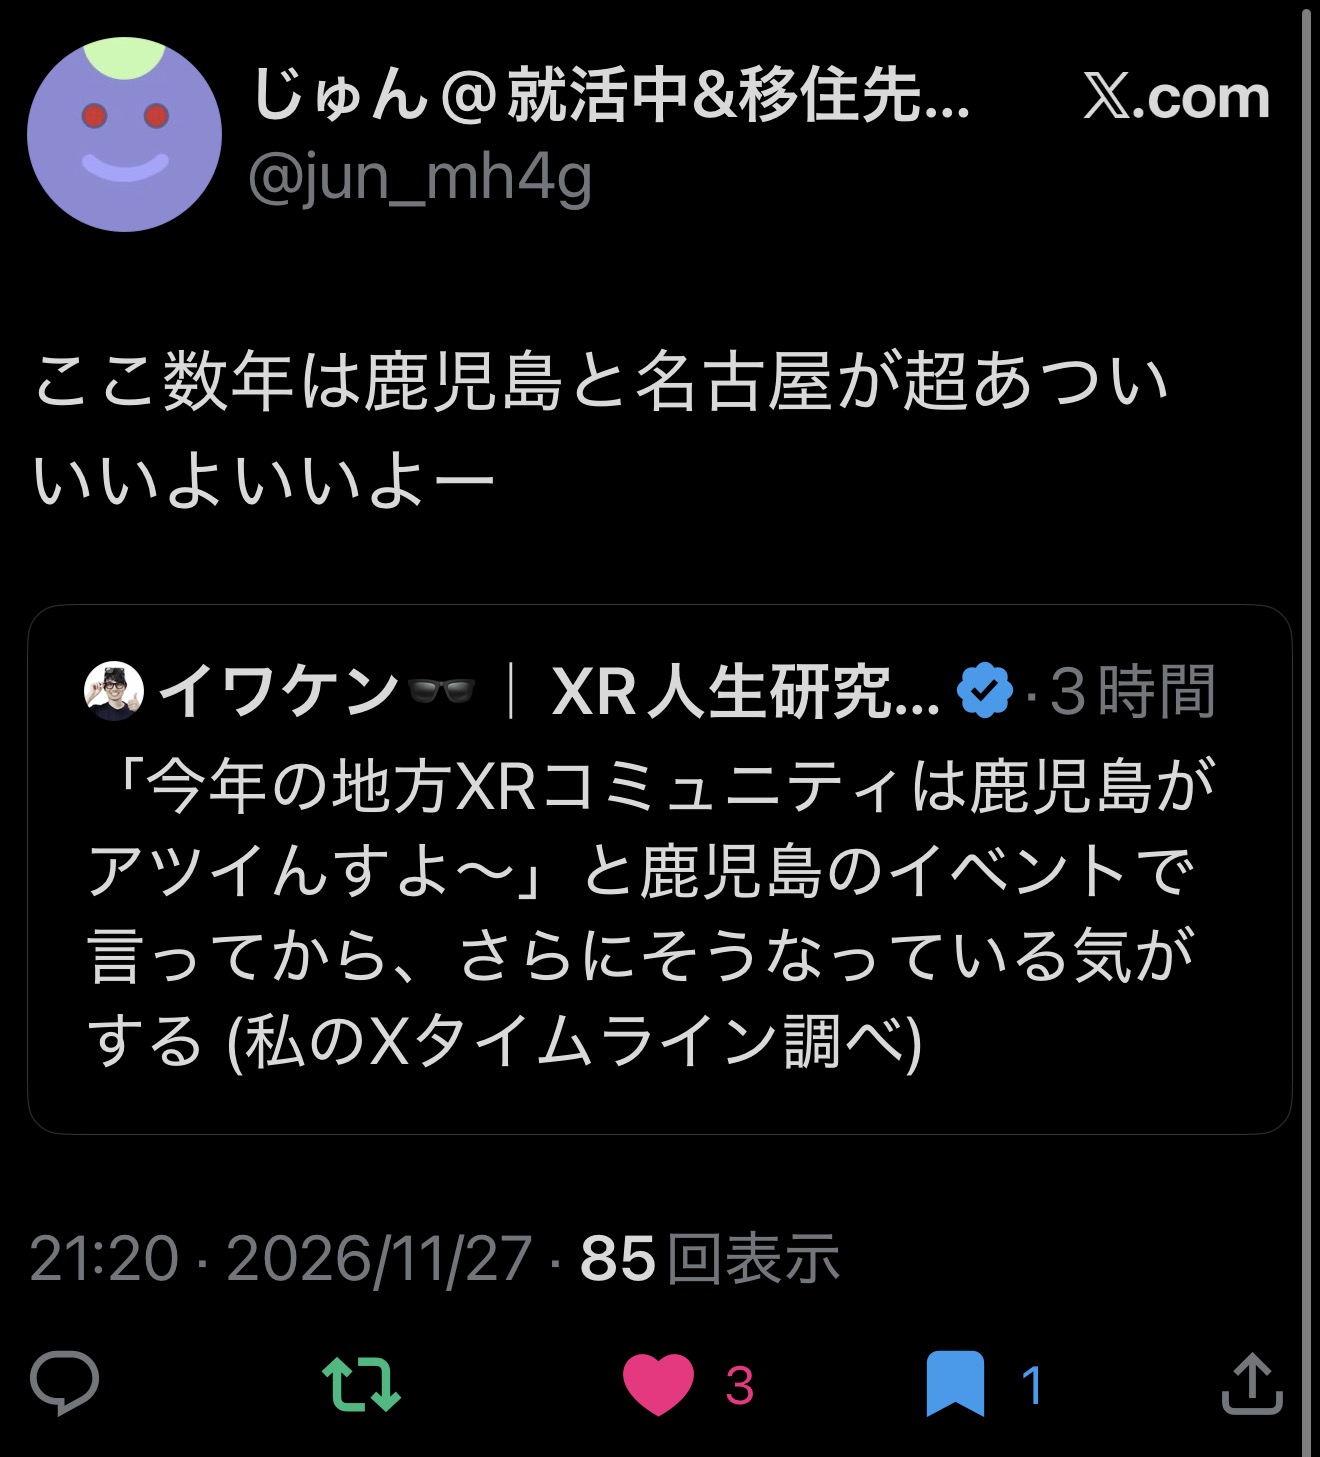 じゅん@就活中&移住先...
𝕏.com
@jun_mh4g
ここ数年は鹿児島と名古屋が超あつい
いいよいいよー
イワケン🕶️｜XR人生研究... · 3時間
「今年の地方XRコミュニティは鹿児島が
アツイんすよ〜」と鹿児島のイベントで
言ってから、さらにそうなっている気が
する (私のXタイムライン調べ)
21:20 · 2026/11/27 · 85回表示
3
1